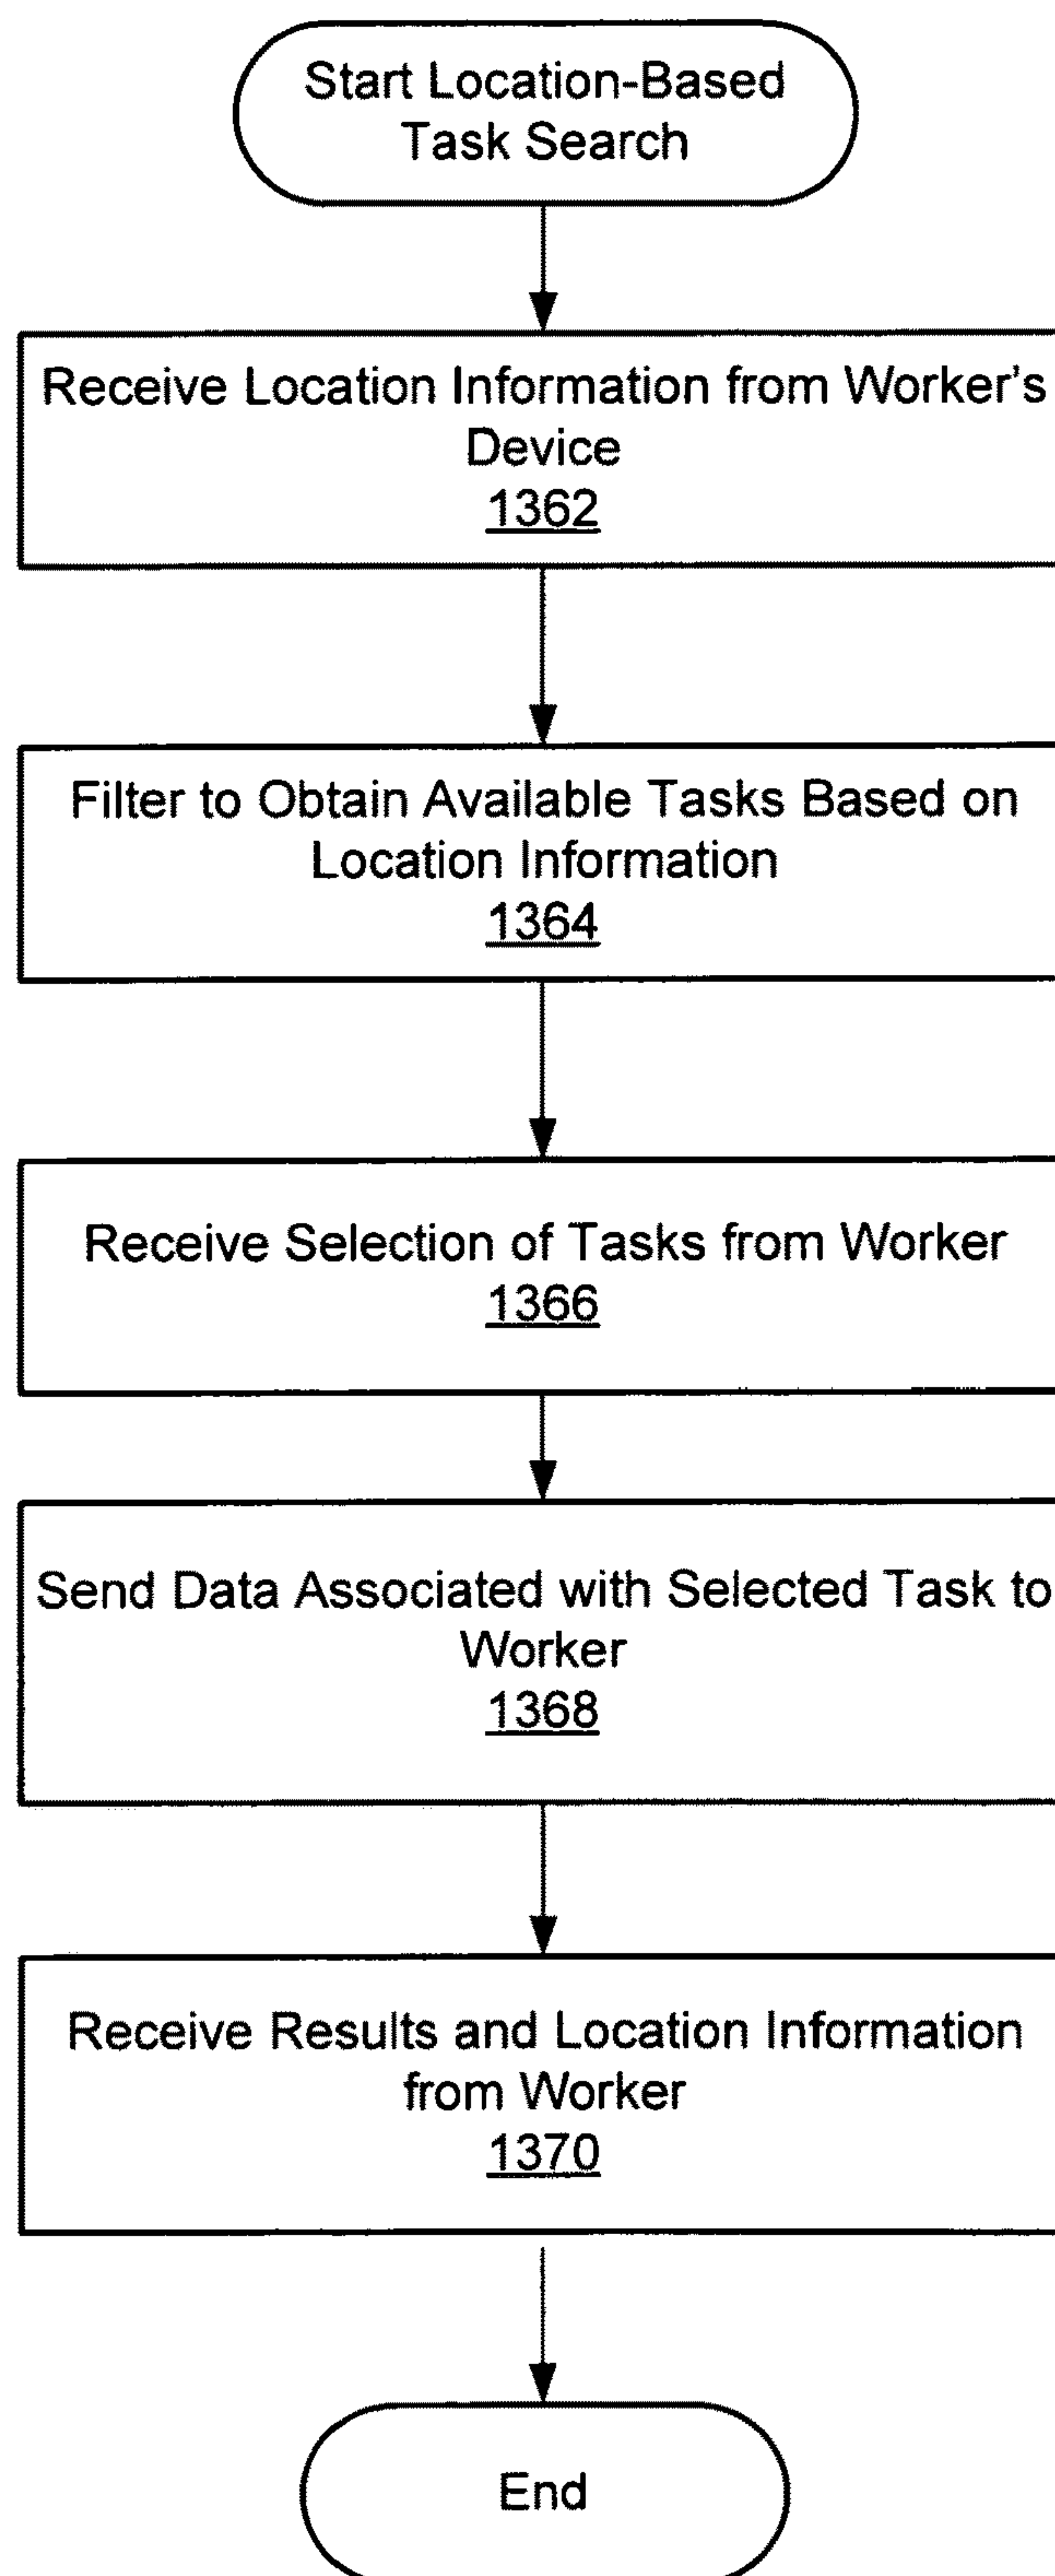 Start Location-Based
Task Search
Receive Location Information from Worker's
Device
1362
Filter to Obtain Available Tasks Based on
Location Information
1364
Receive Selection of Tasks from Worker
1366
Send Data Associated with Selected Task to
Worker
1368
Receive Results and Location Information
from Worker
1370
End